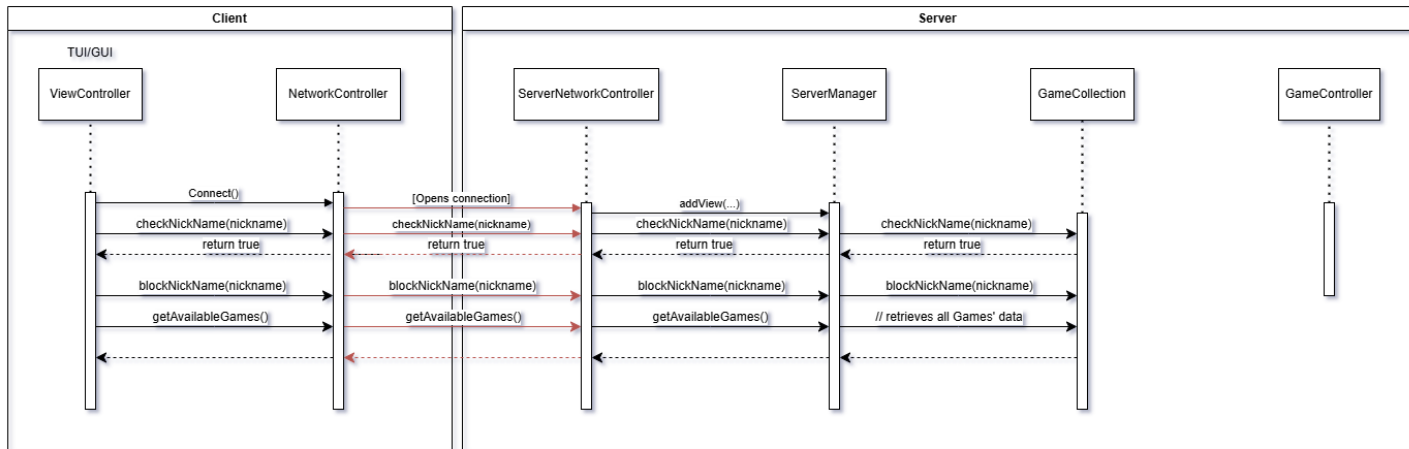 Client
Server
TUI/GUI
ViewController
NetworkController
ServerNetworkController
ServerManager
GameCollection
GameController
Connect()
[Opens connection]
addView(...)
checkNickName(nickname)
checkNickName(nickname)
checkNickName(nickname)
checkNickName(nickname)
return true
return true
return true
return true
blockNickName(nickname)
blockNickName(nickname)
blockNickName(nickname)
blockNickName(nickname)
getAvailableGames()
getAvailableGames()
getAvailableGames()
// retrieves all Games' data